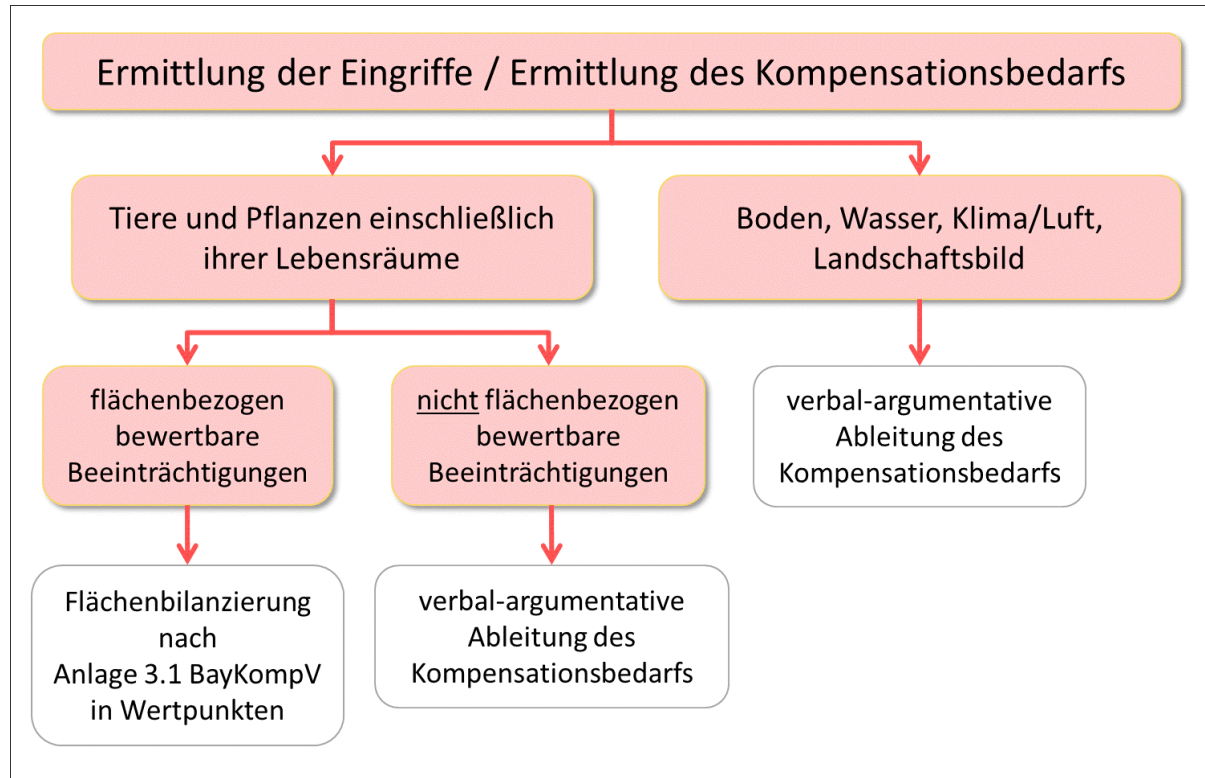 Ermittlung der Eingriffe / Ermittlung des Kompensationsbedarfs
Tiere und Pflanzen einschließlich
ihrer Lebensräume
Boden, Wasser, Klima/Luft,
Landschaftsbild
flächenbezogen
bewertbare
Beeinträchtigungen
nicht flächenbezogen
bewertbare
Beeinträchtigungen
verbal-argumentative
Ableitung des
Kompensationsbedarfs
Flächenbilanzierung
nach
Anlage 3.1 BayKompV
in Wertpunkten
verbal-argumentative
Ableitung des
Kompensationsbedarfs